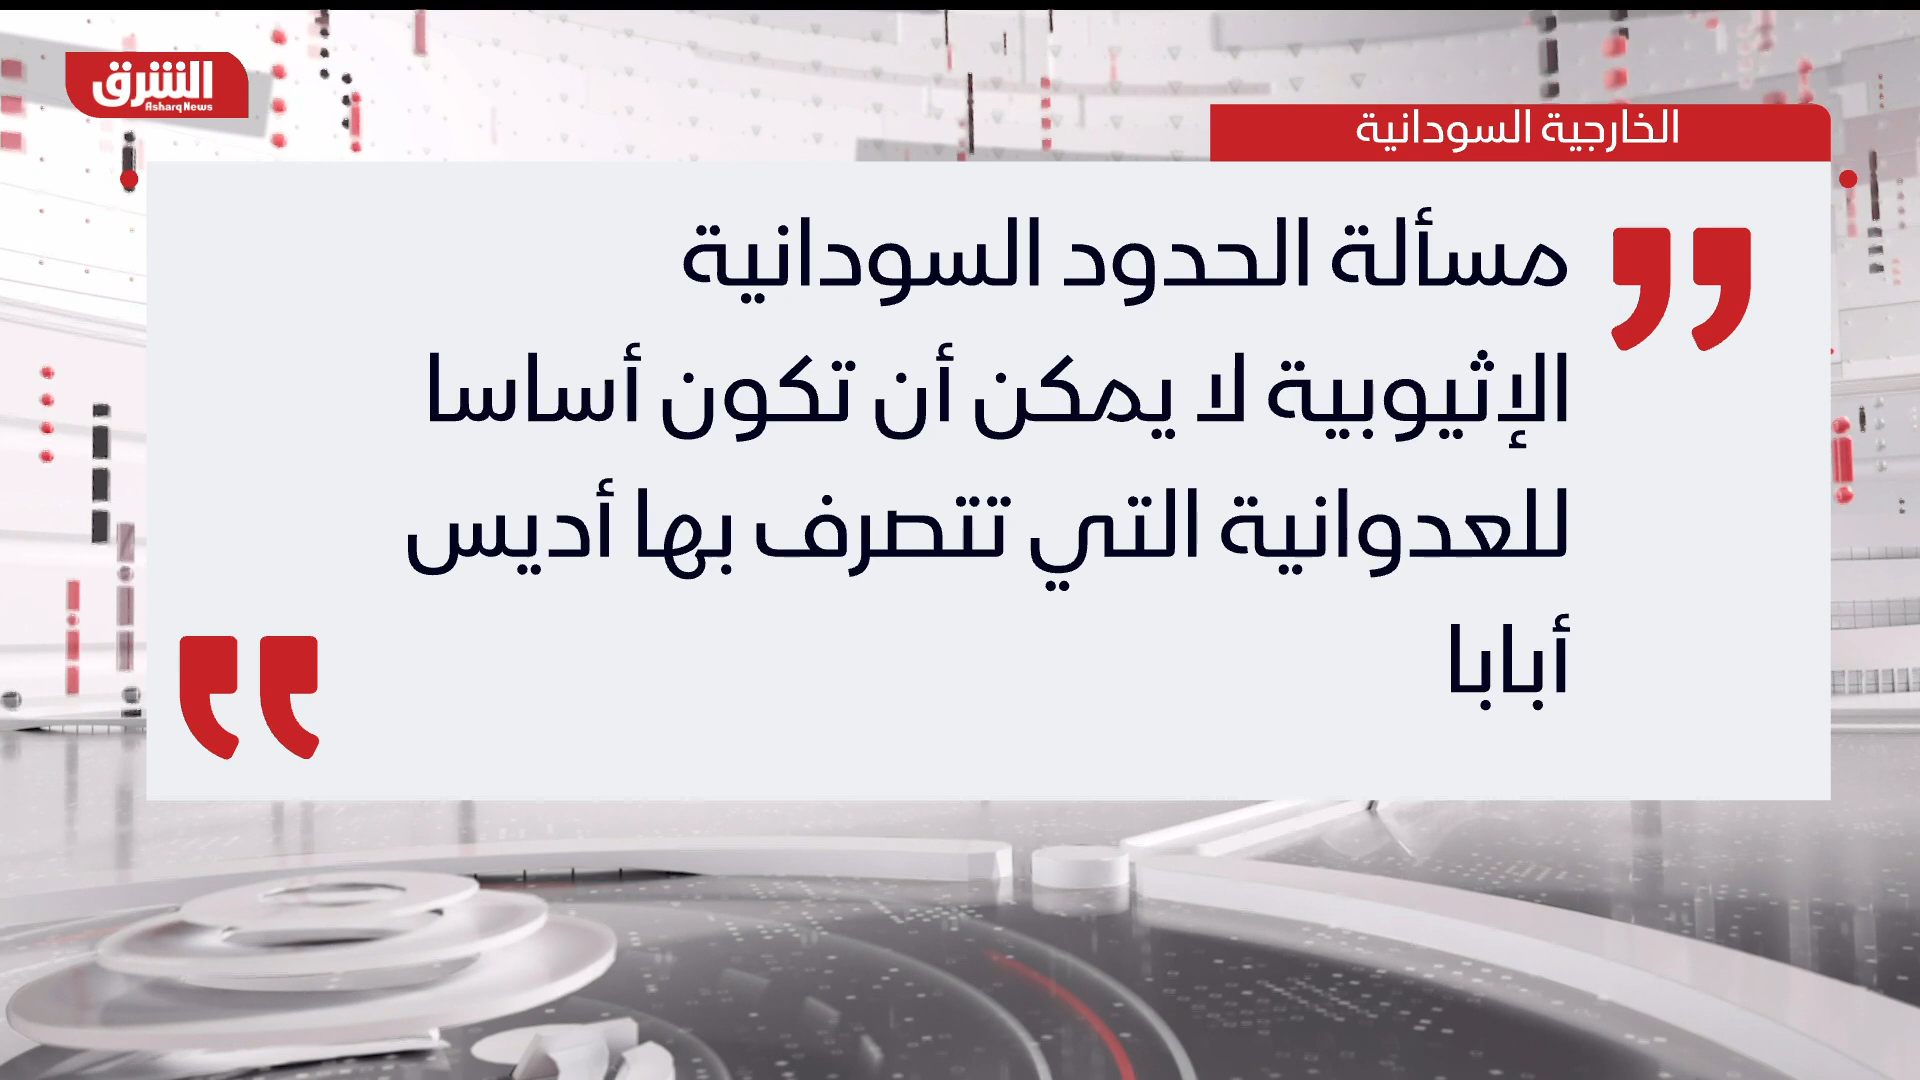 الشرق
Asharq News
الخارجية السودانية
مسألة الحدود السودانية
الإثيوبية لا يمكن أن تكون أساسا
للعدوانية التي تتصرف بها أديس
أبابا